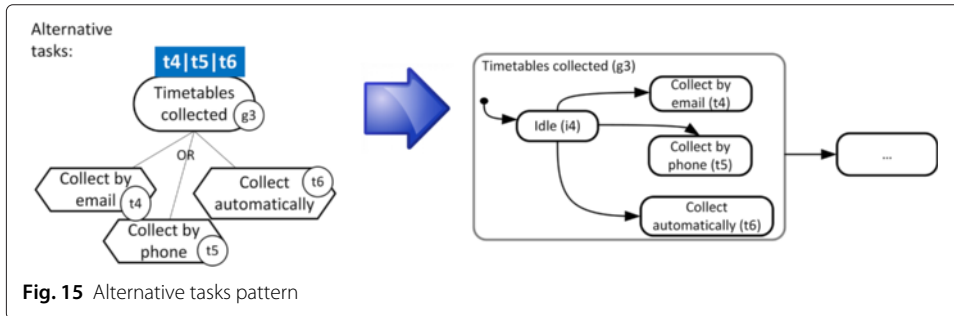 Alternative
tasks:
t4|t5|t6
Timetables
collected
g3
OR
Collect by
email
t4
Collect by
phone
t5
Collect
automatically
t6
Timetables collected (g3)
Idle (i4)
Collect by
email (t4)
Collect by
phone (t5)
Collect
automatically (t6)
...
Fig. 15 Alternative tasks pattern